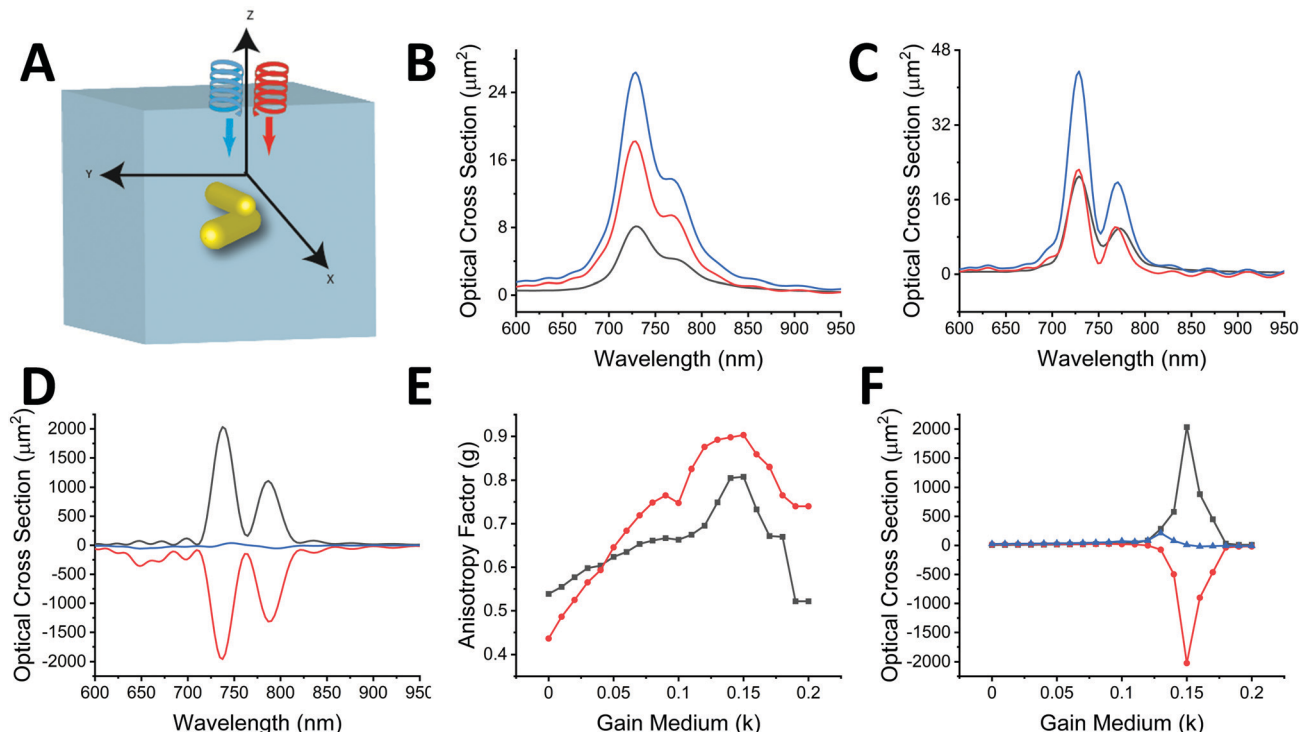 A
Z
Y
X
B
Optical Cross Section (μm²)
24
16
8
0
600 650 700 750 800 850 900 950
Wavelength (nm)
C
Optical Cross Section (μm²)
48
32
16
0
600 650 700 750 800 850 900 950
Wavelength (nm)
D
Optical Cross Section (μm²)
2000
1500
1000
500
0
-500
-1000
-1500
-2000
600 650 700 750 800 850 900 950
Wavelength (nm)
E
Anisotropy Factor (g)
0.9
0.8
0.7
0.6
0.5
0.4
0 0.05 0.1 0.15 0.2
Gain Medium (k)
F
Optical Cross Section (μm²)
2000
1500
1000
500
0
-500
-1000
-1500
-2000
0 0.05 0.1 0.15 0.2
Gain Medium (k)